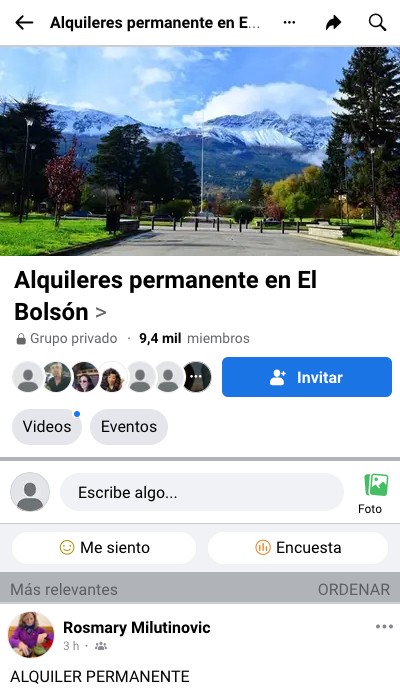 Alquileres permanente en E...
Alquileres permanente en El
Bolsón >
Grupo privado · 9,4 mil miembros
Invitar
Videos
Eventos
Escribe algo...
Foto
Me siento
Encuesta
Más relevantes
ORDENAR
Rosmary Milutinovic
3 h ·
ALQUILER PERMANENTE